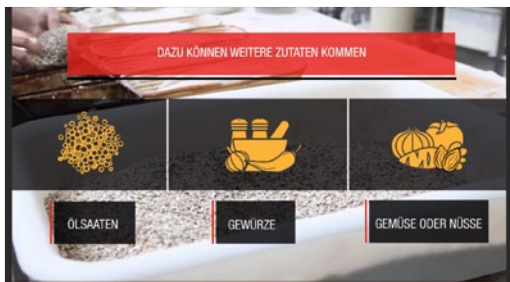 DAZU KÖNNEN WEITERE ZUTATEN KOMMEN
ÖLSAATEN
GEWÜRZE
GEMÜSE ODER NÜSSE